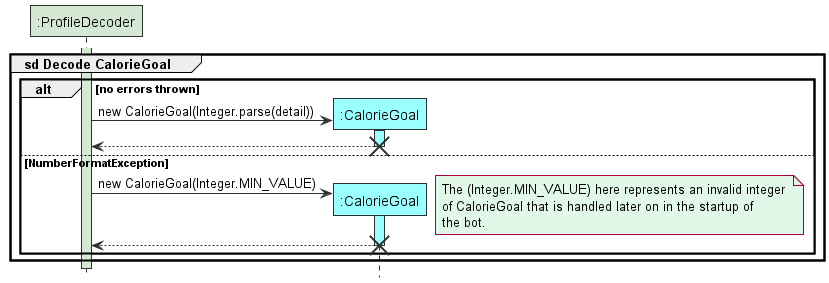 :ProfileDecoder
sd Decode CalorieGoal
alt
[no errors thrown]
new CalorieGoal(Integer.parse(detail))
:CalorieGoal
[NumberFormatException]
new CalorieGoal(Integer.MIN_VALUE)
:CalorieGoal
The (Integer.MIN_VALUE) here represents an invalid integer
of CalorieGoal that is handled later on in the startup of
the bot.